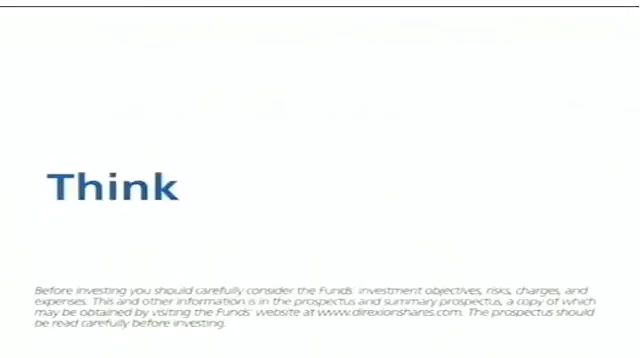 Think
Before investing you should carefully consider the Funds' investment objectives, risks, charges, and
expenses. This and other information is in the prospectus and summary prospectus, a copy of which
may be obtained by visiting the Funds' website at www.direxionshares.com. The prospectus should
be read carefully before investing.